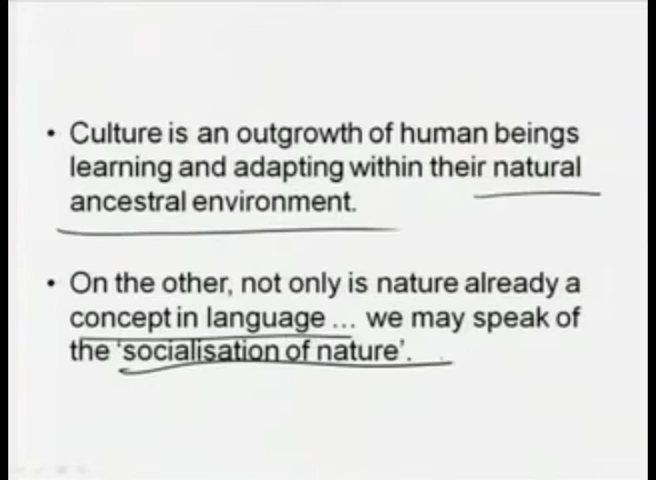 • Culture is an outgrowth of human beings
learning and adapting within their natural
ancestral environment.
• On the other, not only is nature already a
concept in language ... we may speak of
the 'socialisation of nature'.